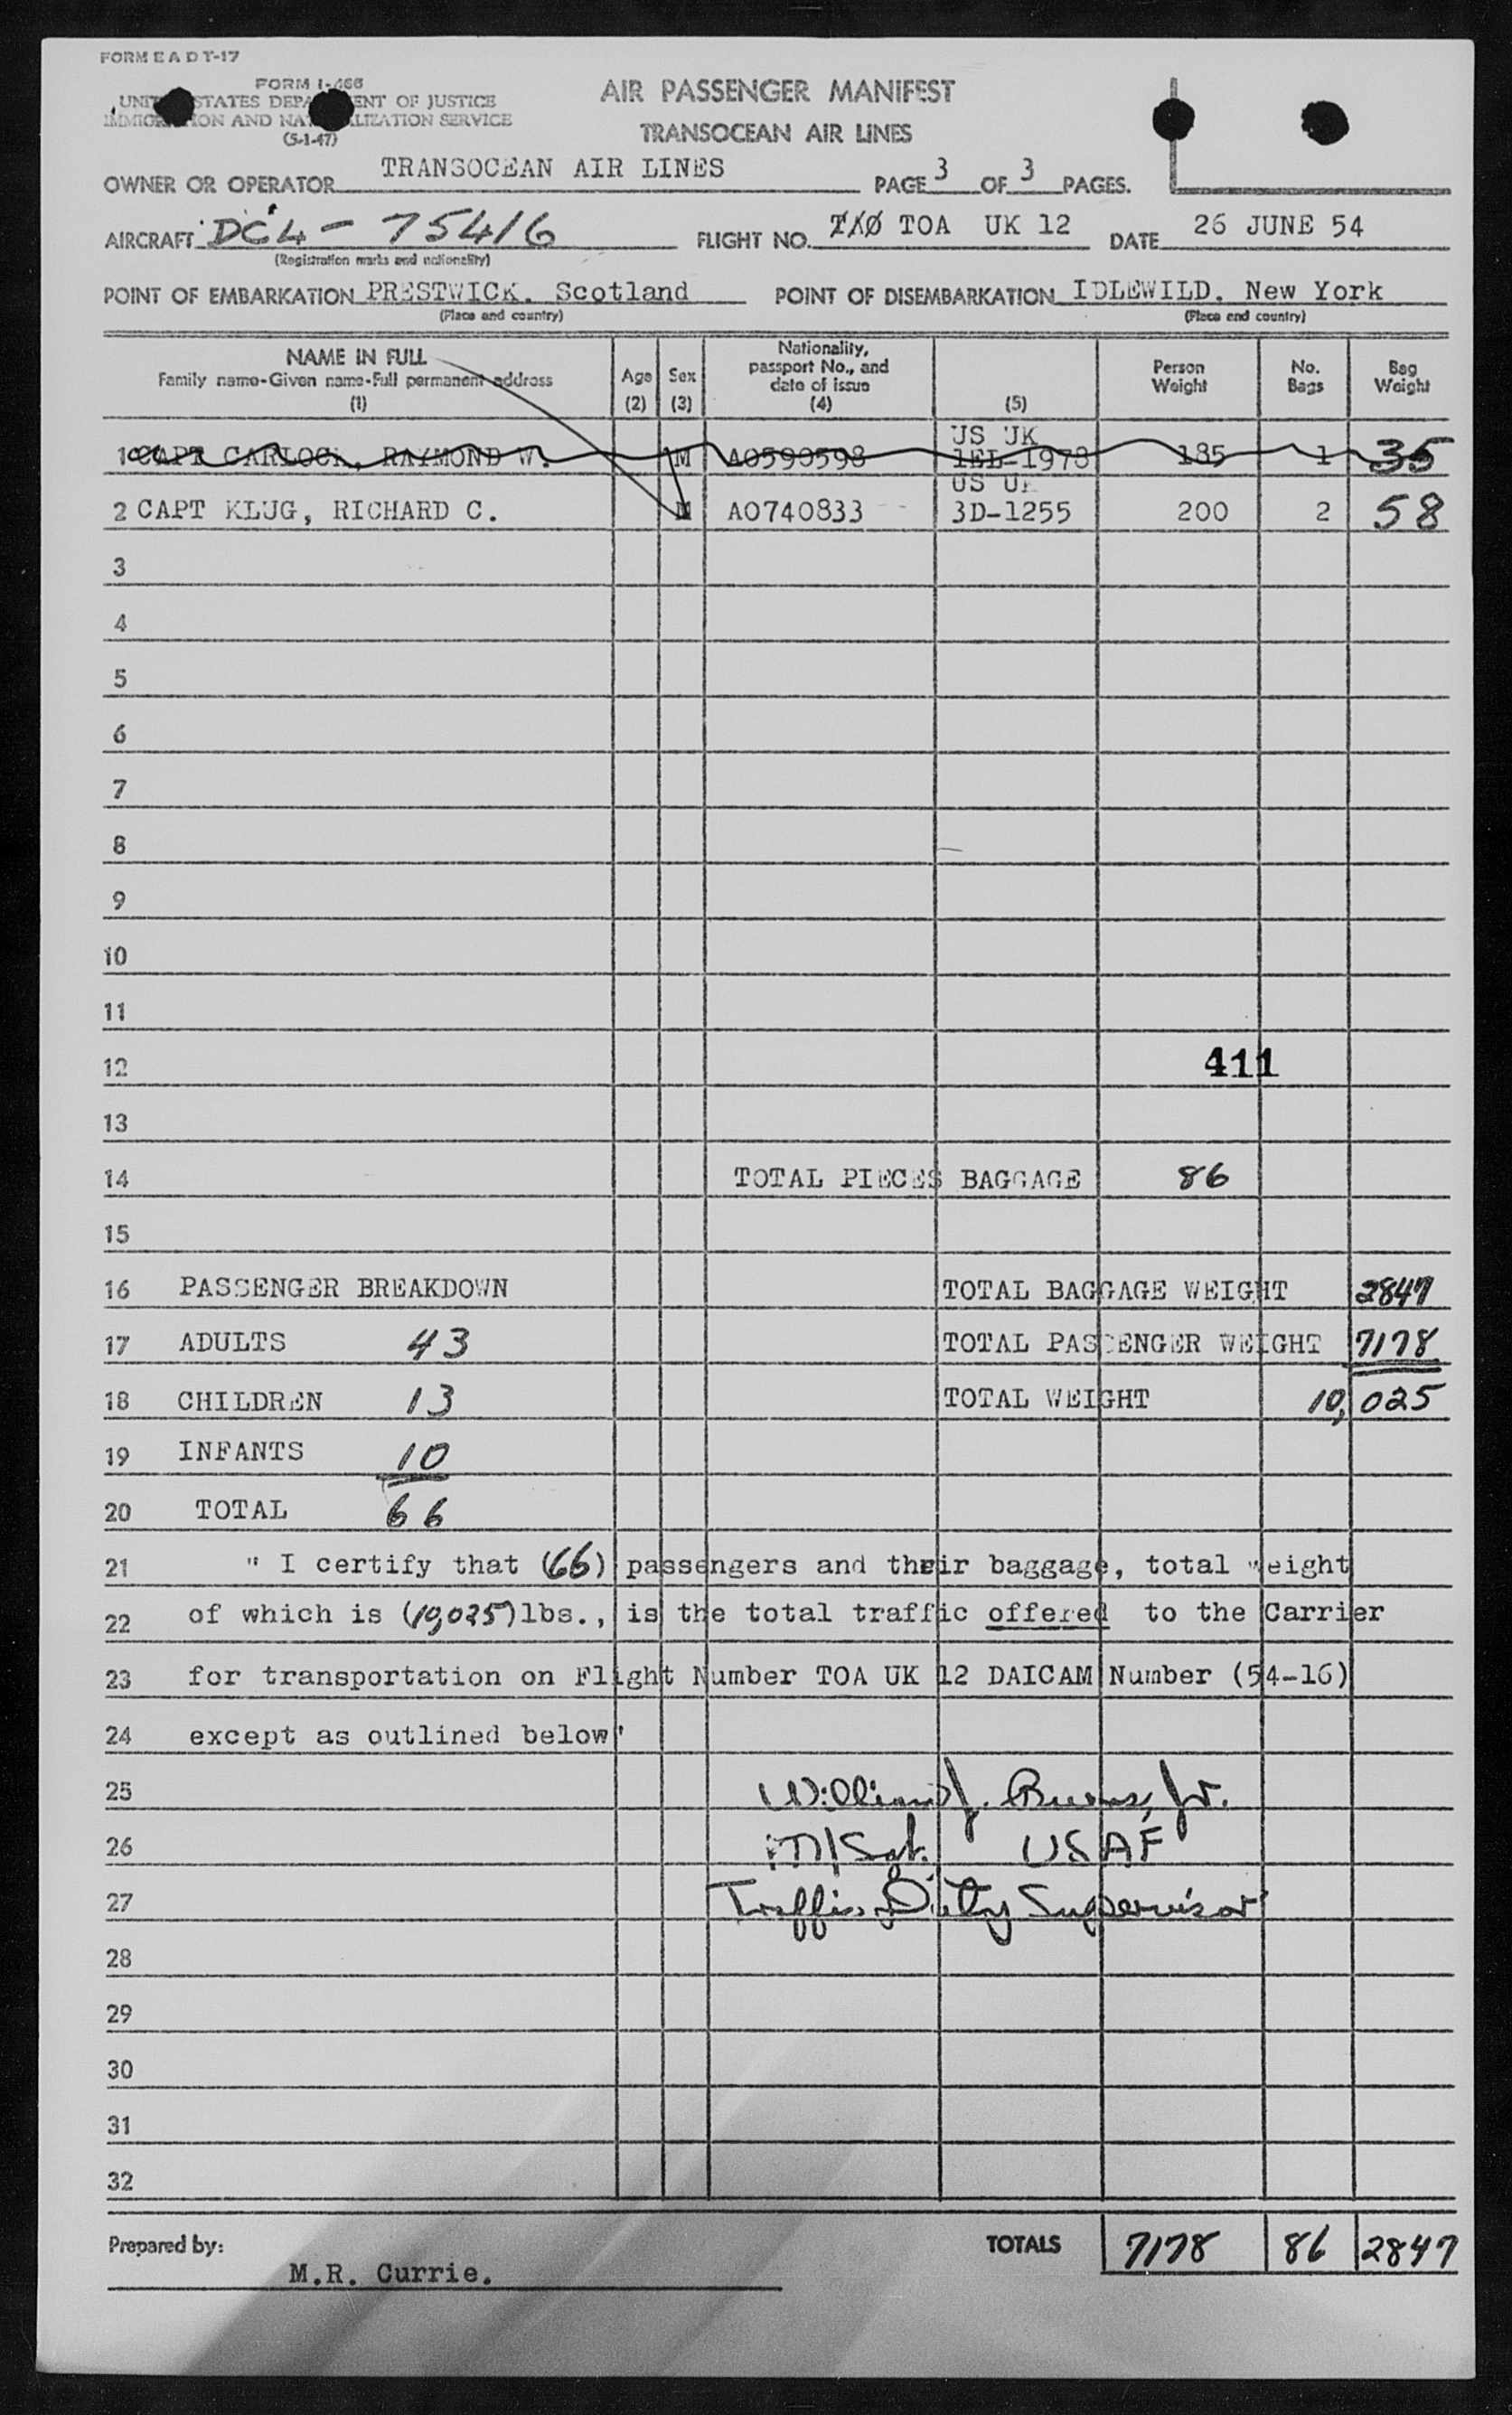 FORM E A D T-17
FORM I-466
UNITED STATES DEPARTMENT OF JUSTICE
IMMIGRATION AND NATURALIZATION SERVICE
(5-1-47)
AIR PASSENGER MANIFEST
TRANSOCEAN AIR LINES
OWNER OR OPERATOR TRANSOCEAN AIR LINES PAGE 3 OF 3 PAGES.
AIRCRAFT DC4 - 75416 FLIGHT NO. TOA UK 12 DATE 26 JUNE 54
(Registration marks and nationality)
POINT OF EMBARKATION PRESTWICK. Scotland POINT OF DISEMBARKATION IDLEWILD. New York
(Place and country) (Place and country)
NAME IN FULL
Family name-Given name-Full permanent address
(1)
Age
(2)
Sex
(3)
Nationality,
passport No., and
date of issue
(4)
(5)
Person
Weight
No.
Bags
Bag
Weight
US UK
1 CAPT CARLOCK, RAYMOND W. M AO590598 1EL-1978 185 1 35
US UK
2 CAPT KLUG, RICHARD C. M AO740833 3D-1255 200 2 58
3
4
5
6
7
8
9
10
11
12 411
13
14 TOTAL PIECES BAGGAGE 86
15
16 PASSENGER BREAKDOWN TOTAL BAGGAGE WEIGHT 2847
17 ADULTS 43 TOTAL PASSENGER WEIGHT 7178
18 CHILDREN 13 TOTAL WEIGHT 10,025
19 INFANTS 10
20 TOTAL 66
21 " I certify that (66) passengers and their baggage, total weight
22 of which is (10,025) lbs., is the total traffic offered to the Carrier
23 for transportation on Flight Number TOA UK 12 DAICAM Number (54-16)
24 except as outlined below"
25 William J. Burns, Jr.
26 M/Sgt. USAF
27 Traffic Duty Supervisor
28
29
30
31
32
Prepared by: M.R. Currie. TOTALS 7178 86 2847